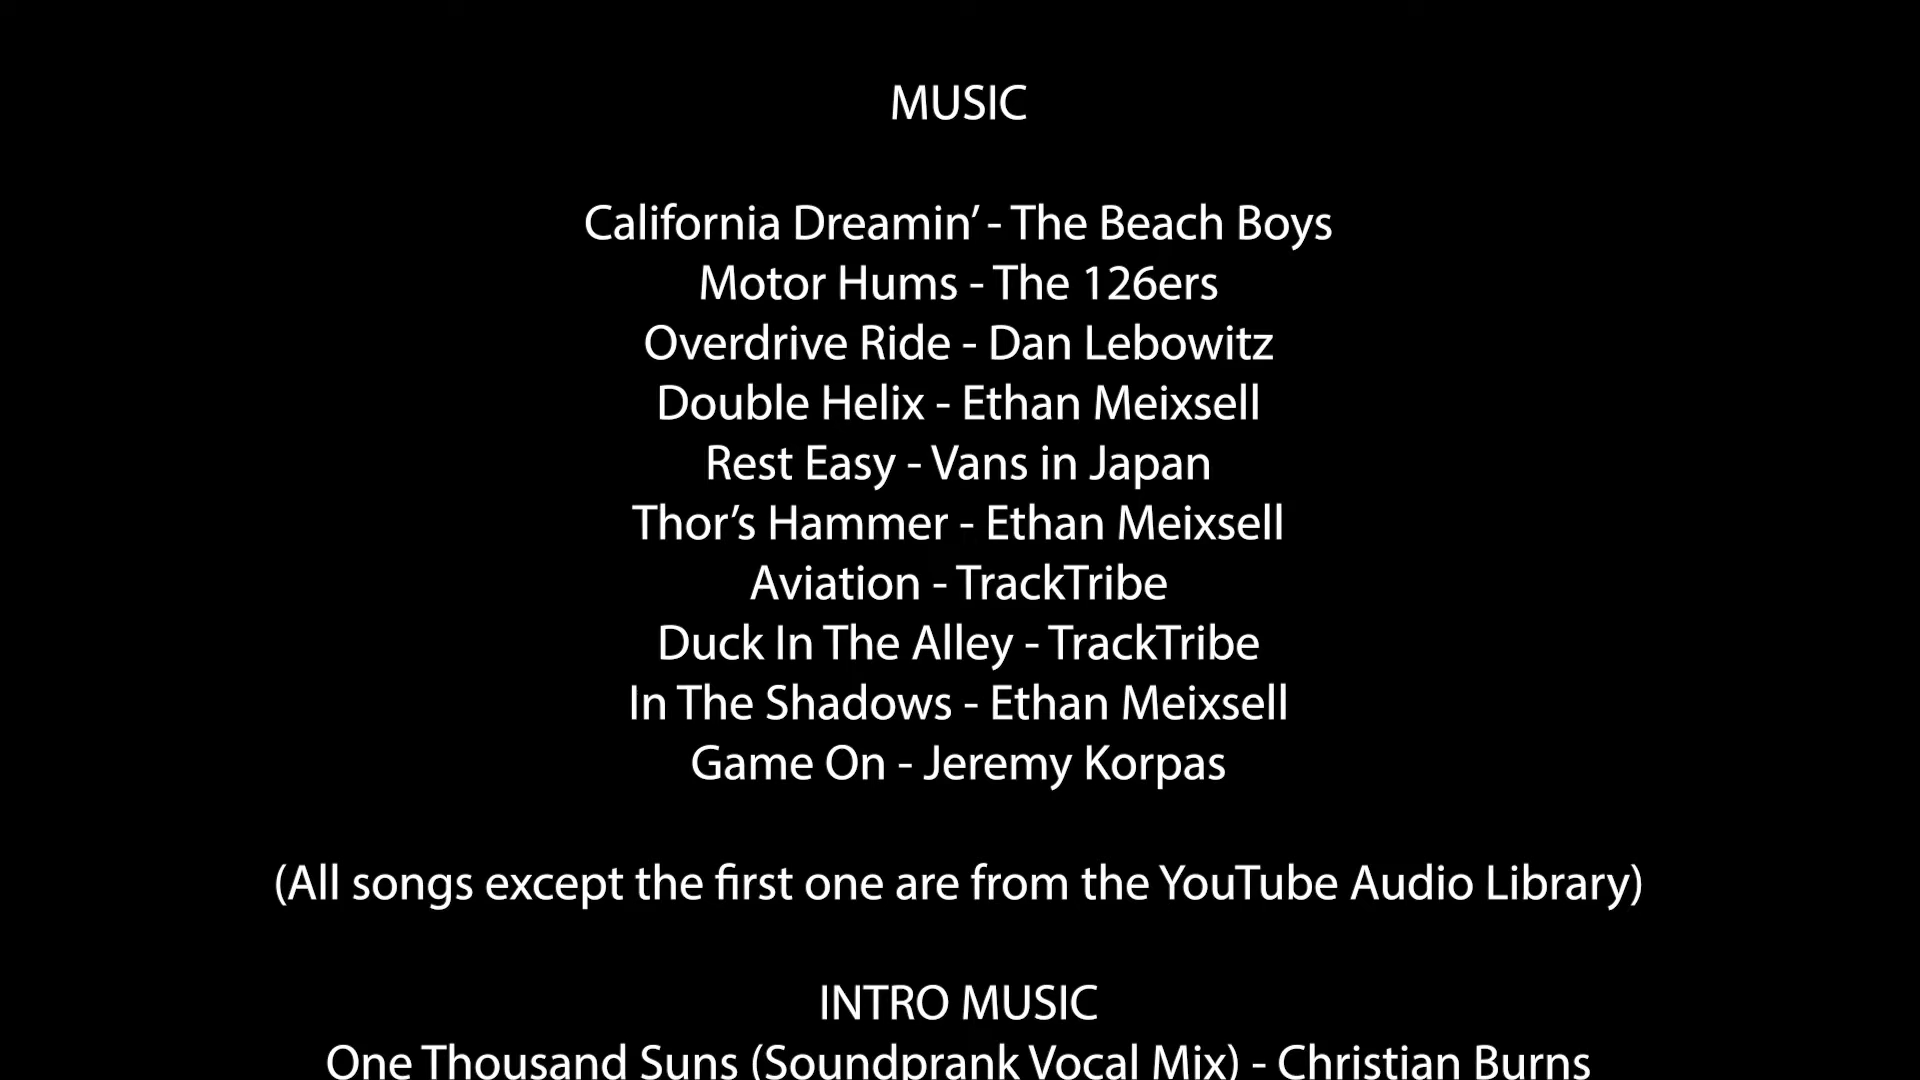 MUSIC
California Dreamin’ - The Beach Boys
Motor Hums - The 126ers
Overdrive Ride - Dan Lebowitz
Double Helix - Ethan Meixsell
Rest Easy - Vans in Japan
Thor’s Hammer - Ethan Meixsell
Aviation - TrackTribe
Duck In The Alley - TrackTribe
In The Shadows - Ethan Meixsell
Game On - Jeremy Korpas
(All songs except the first one are from the YouTube Audio Library)
INTRO MUSIC
One Thousand Suns (Soundprank Vocal Mix) - Christian Burns